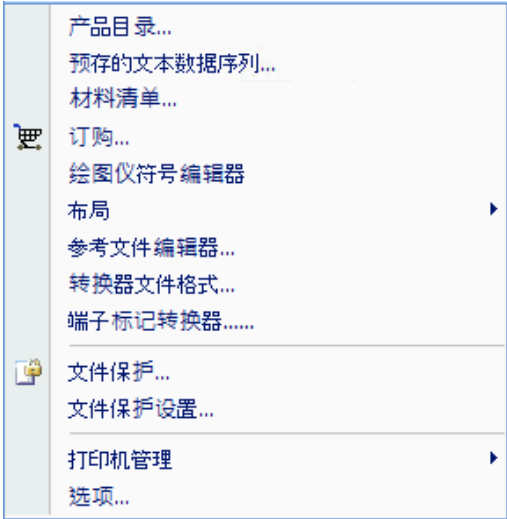 产品目录...
预存的文本数据序列...
材料清单...
订购...
绘图仪符号编辑器
布局
参考文件编辑器...
转换器文件格式...
端子标记转换器......
文件保护...
文件保护设置...
打印机管理
选项...